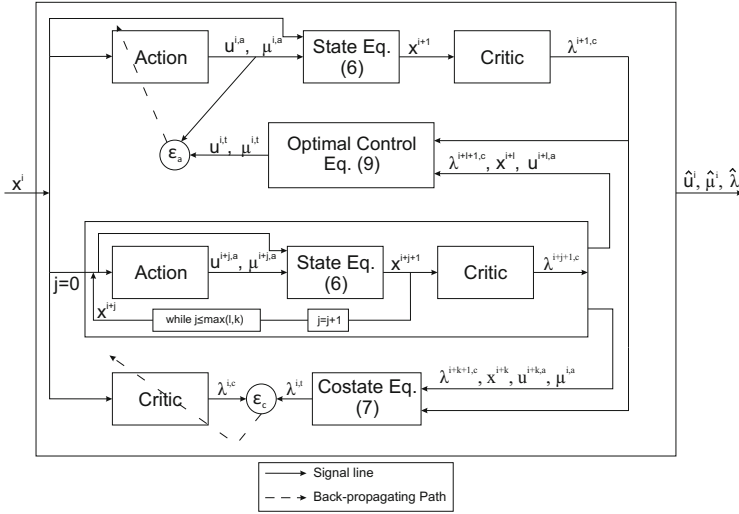 Action
u^{i,a}, μ^{i,a}
State Eq.
(6)
x^{i+1}
Critic
λ^{i+1,c}
ε_a
u^{i,t}, μ^{i,t}
Optimal Control
Eq. (9)
λ^{i+l+1,c}, x^{i+l}, u^{i+l,a}
x^i
û^i, μ̂^i, λ̂
j=0
Action
u^{i+j,a}, μ^{i+j,a}
State Eq.
(6)
x^{i+j+1}
Critic
λ^{i+j+1,c}
x^{i+j}
while j≤max(l,k)
j=j+1
Critic
λ^{i,c}
ε_c
λ^{i,t}
Costate Eq.
(7)
λ^{i+k+1,c}, x^{i+k}, u^{i+k,a}, μ^{i,a}
Signal line
Back-propagating Path